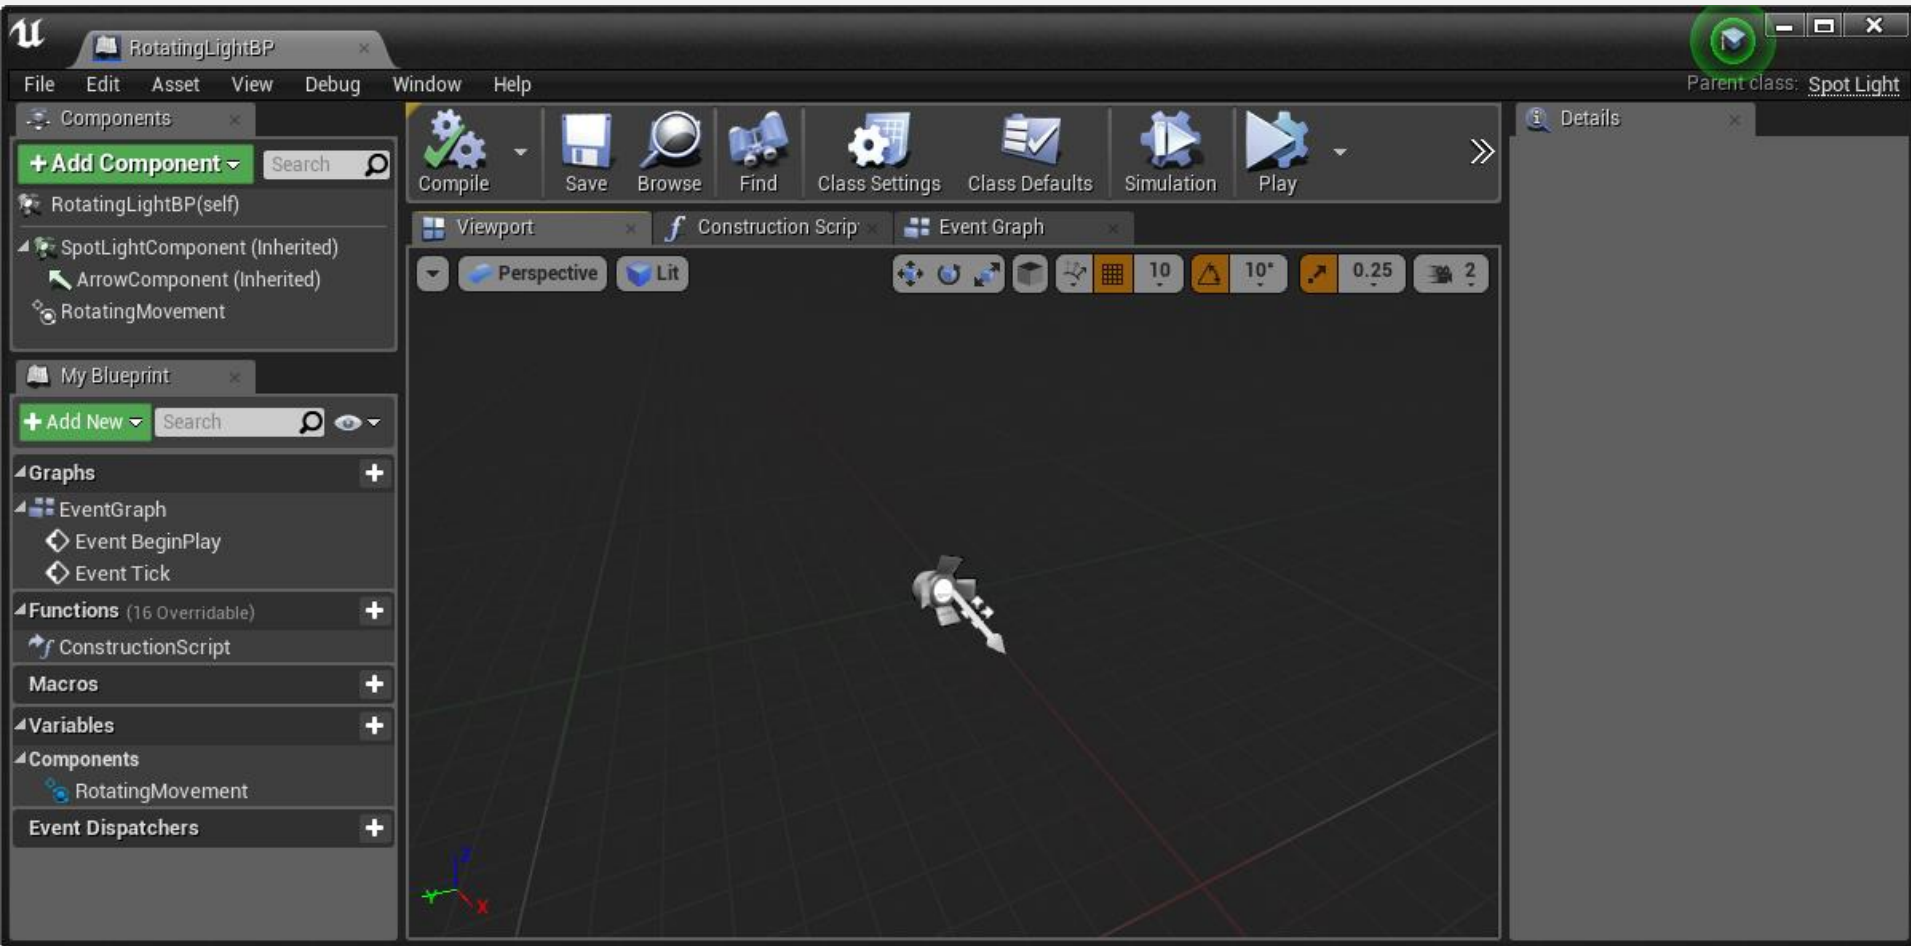 RotatingLightBP
File Edit Asset View Debug Window Help
Parent class: Spot Light
Components
+ Add Component
Search
RotatingLightBP(self)
SpotLightComponent (Inherited)
ArrowComponent (Inherited)
RotatingMovement
My Blueprint
+ Add New
Search
Graphs
EventGraph
Event BeginPlay
Event Tick
Functions (16 Overridable)
ConstructionScript
Macros
Variables
Components
RotatingMovement
Event Dispatchers
Compile Save Browse Find Class Settings Class Defaults Simulation Play
Viewport Construction Scrip Event Graph
Perspective Lit 10 10° 0.25 2
Z
Y
X
Details